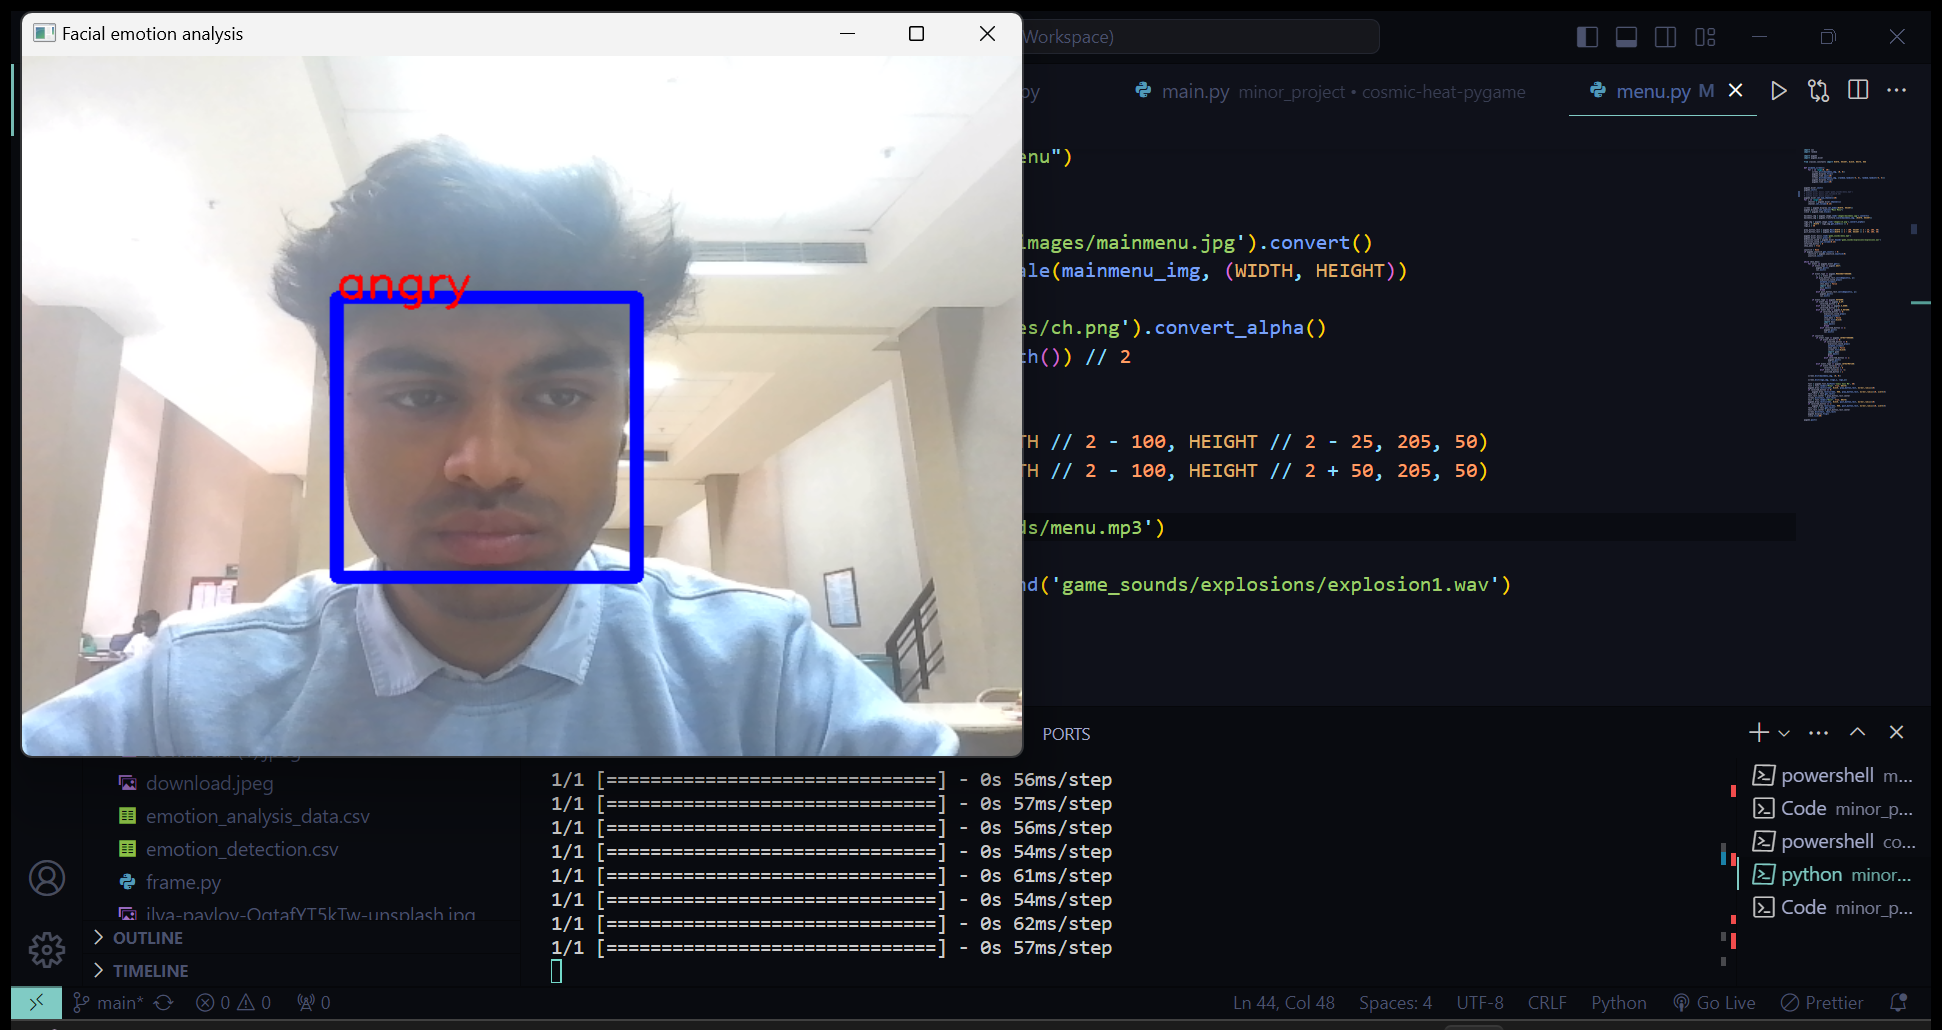 Facial emotion analysis
Workspace)
py
main.py minor_project • cosmic-heat-pygame
menu.py M
enu")
images/mainmenu.jpg').convert()
ale(mainmenu_img, (WIDTH, HEIGHT))
angry
es/ch.png').convert_alpha()
th()) // 2
TH // 2 - 100, HEIGHT // 2 - 25, 205, 50)
TH // 2 - 100, HEIGHT // 2 + 50, 205, 50)
ds/menu.mp3')
nd('game_sounds/explosions/explosion1.wav')
PORTS
download.jpeg
emotion_analysis_data.csv
emotion_detection.csv
frame.py
ilya-pavlov-OqtafYT5kTw-unsplash.jpg
OUTLINE
TIMELINE
1/1 [==============================] - 0s 56ms/step
1/1 [==============================] - 0s 57ms/step
1/1 [==============================] - 0s 56ms/step
1/1 [==============================] - 0s 54ms/step
1/1 [==============================] - 0s 61ms/step
1/1 [==============================] - 0s 54ms/step
1/1 [==============================] - 0s 62ms/step
1/1 [==============================] - 0s 57ms/step
powershell m...
Code minor_p...
powershell co...
python minor...
Code minor_p...
main* 0 0 0
Ln 44, Col 48 Spaces: 4 UTF-8 CRLF Python Go Live Prettier